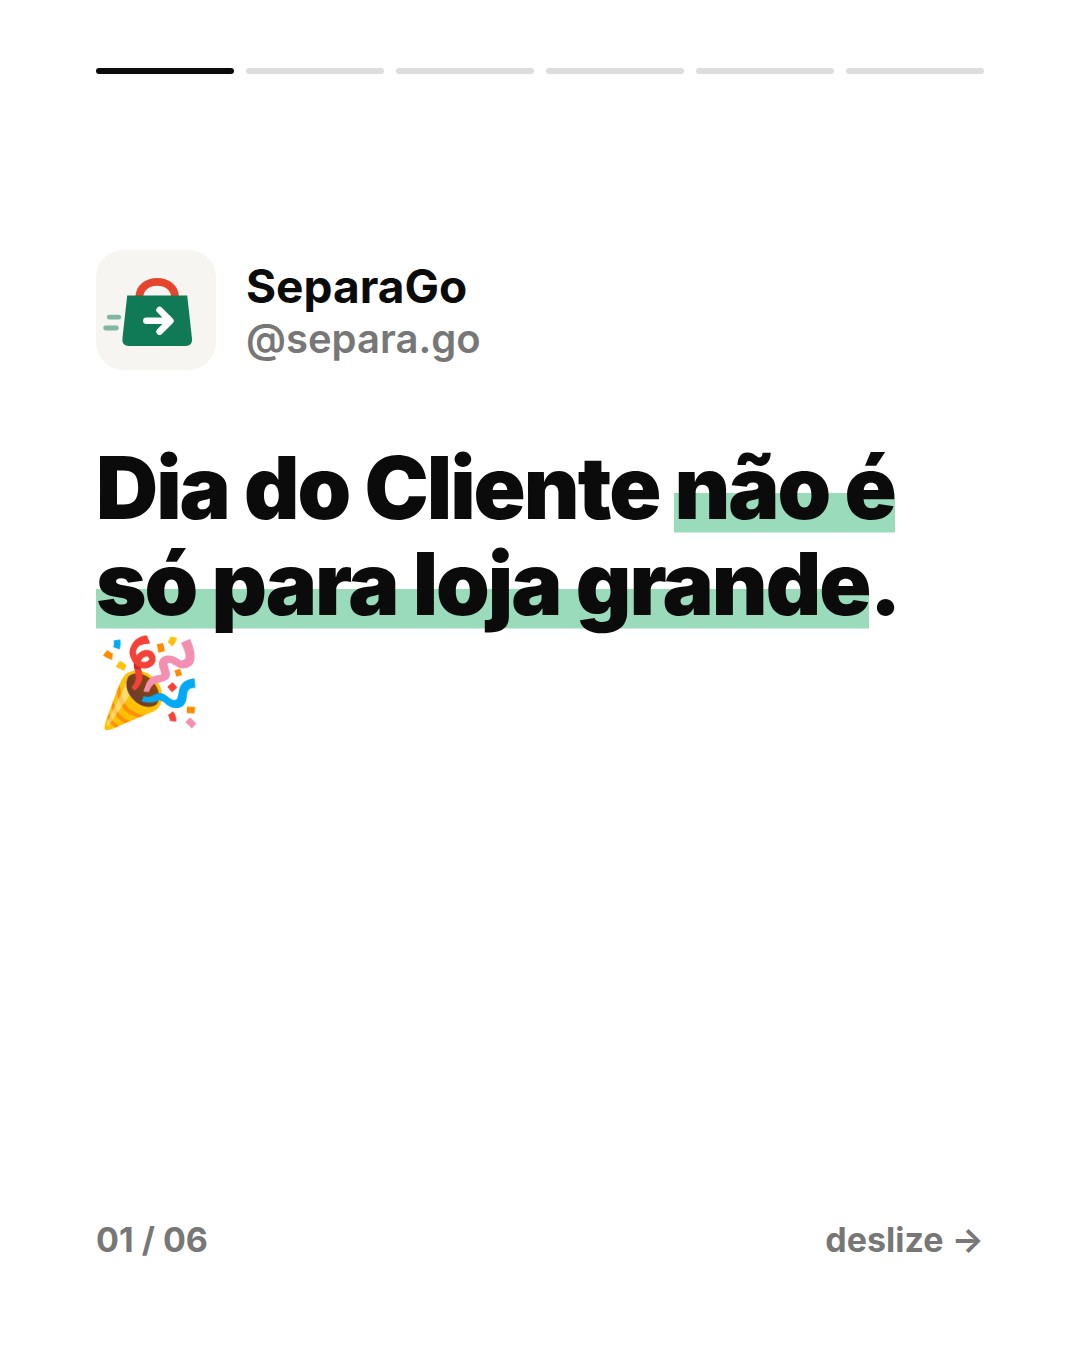 SeparaGo
@separa.go
Dia do Cliente não é
só para loja grande.
🎉
01 / 06
deslize →